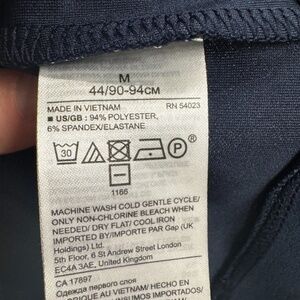 M
44/90-94CM
MADE IN VIETNAM RN 54023
■ US/GB : 94% POLYESTER,
6% SPANDEX/ELASTANE
30 P
1166
MACHINE WASH COLD GENTLE CYCLE/
ONLY NON-CHLORINE BLEACH WHEN
NEEDED/ DRY FLAT/ COOL IRON
IMPORTED BY/IMPORTE PAR Gap (UK
Holdings) Ltd.
5th Floor, 6 St Andrew Street London
EC4A 3AE, United Kingdom
CA 17897
Одежда первого слоя
FABRIQUE AU VIETNAM/ HECHO EN